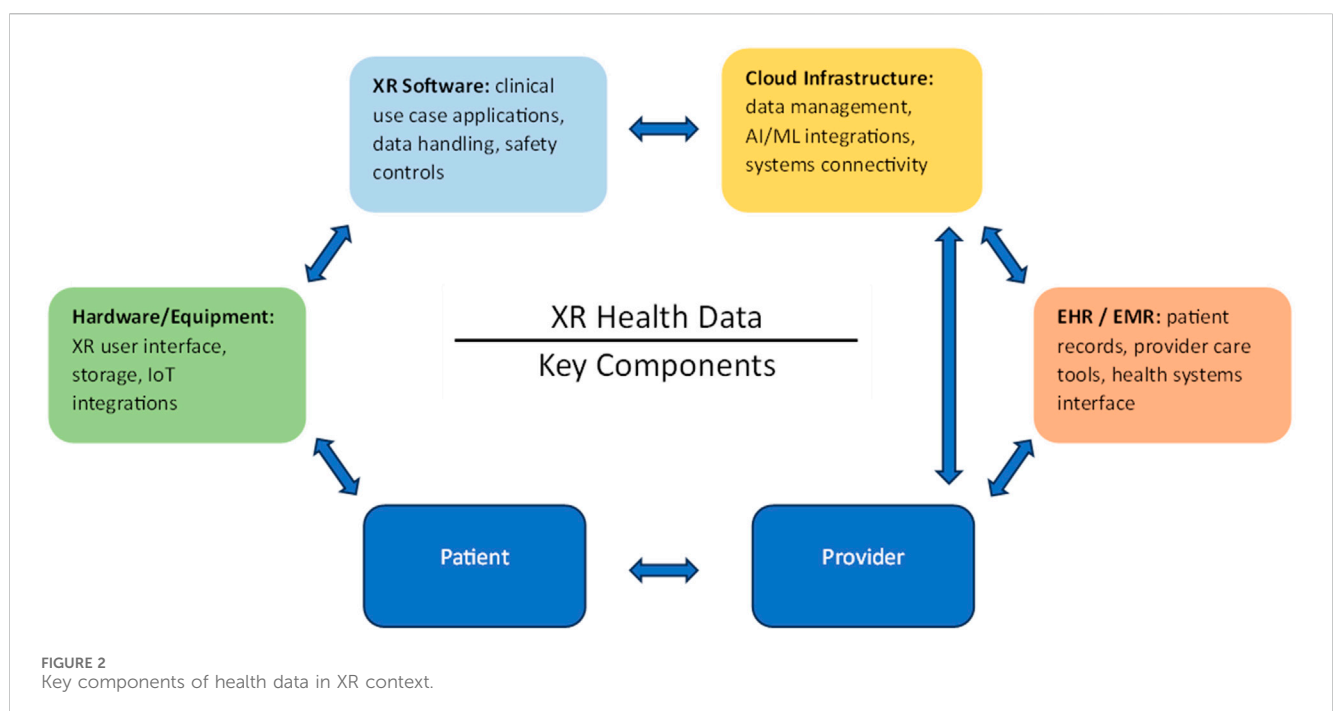 XR Software: clinical
use case applications,
data handling, safety
controls
Cloud Infrastructure:
data management,
AI/ML integrations,
systems connectivity
Hardware/Equipment:
XR user interface,
storage, IoT
integrations
XR Health Data
Key Components
EHR / EMR: patient
records, provider care
tools, health systems
interface
Patient
Provider
FIGURE 2
Key components of health data in XR context.